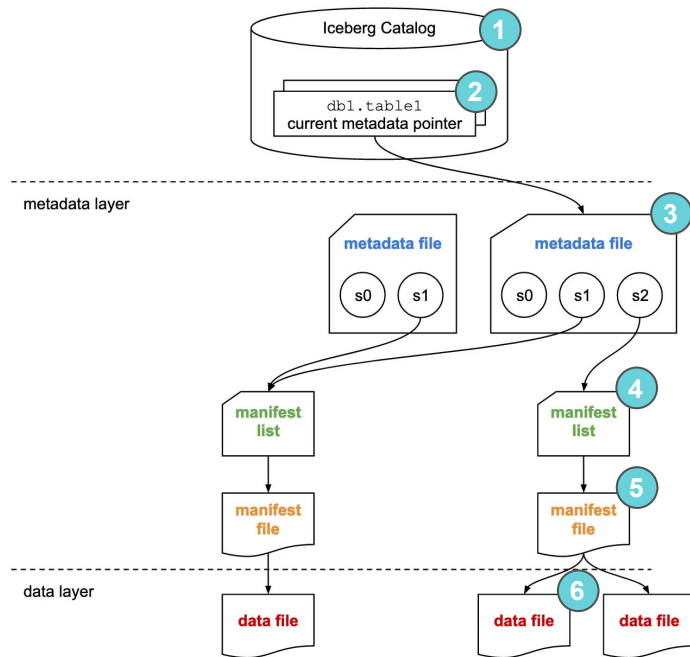 Iceberg Catalog
1
2
db1.table1
current metadata pointer
metadata layer
3
metadata file
metadata file
s0
s1
s0
s1
s2
4
manifest
list
manifest
list
5
manifest
file
manifest
file
data layer
6
data file
data file
data file